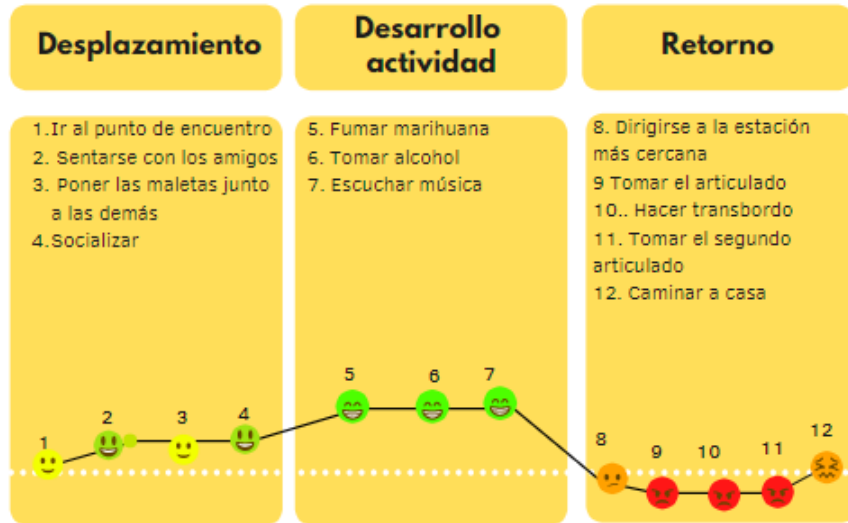 Desplazamiento
1.Ir al punto de encuentro
2. Sentarse con los amigos
3. Poner las maletas junto
a las demás
4.Socializar
Desarrollo
actividad
5. Fumar marihuana
6. Tomar alcohol
7. Escuchar música
Retorno
8. Dirigirse a la estación
más cercana
9 Tomar el articulado
10.. Hacer transbordo
11. Tomar el segundo
articulado
12. Caminar a casa
1
2
3
4
5
6
7
8
9
10
11
12